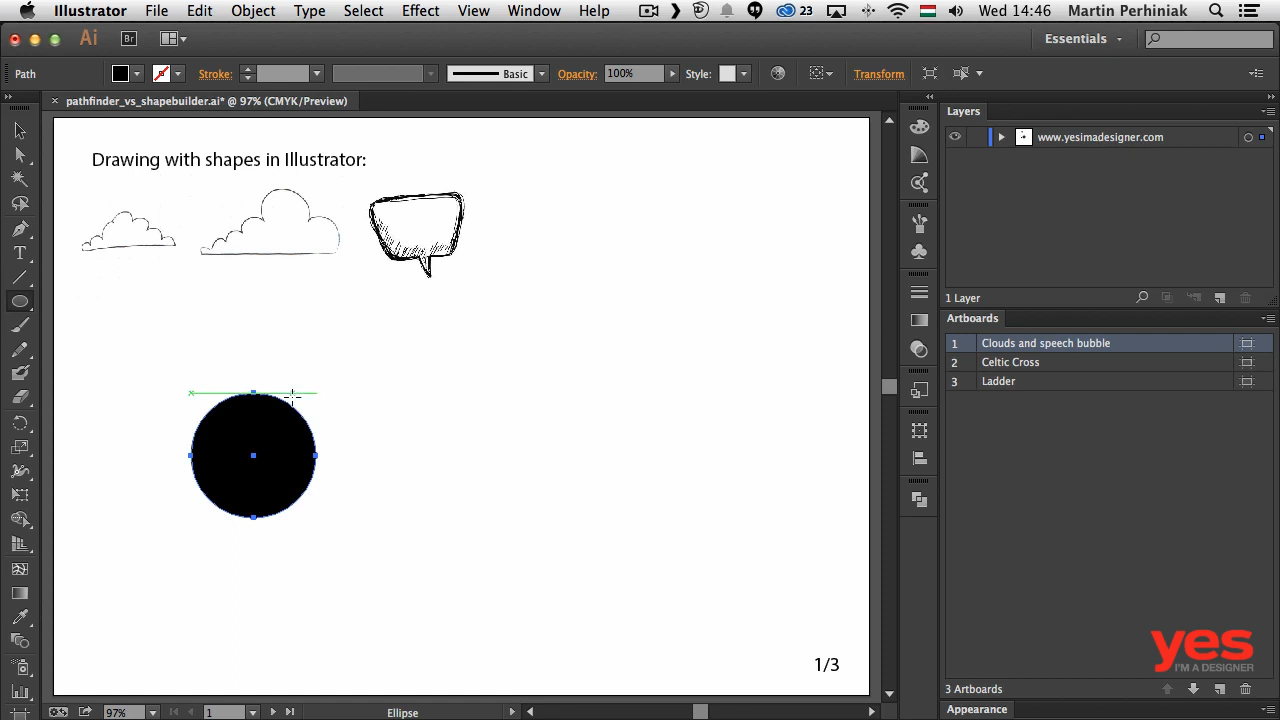 Illustrator File Edit Object Type Select Effect View Window Help 23 Wed 14:46 Martin Perhiniak
Ai Br Essentials
Path Stroke: Basic Opacity: 100% Style: Transform
× pathfinder_vs_shapebuilder.ai* @ 97% (CMYK/Preview)
Layers
www.yesimadesigner.com
Drawing with shapes in Illustrator:
1 Layer
Artboards
1 Clouds and speech bubble
2 Celtic Cross
3 Ladder
yes
I'M A DESIGNER
1/3
3 Artboards
97% 1 Ellipse
Appearance